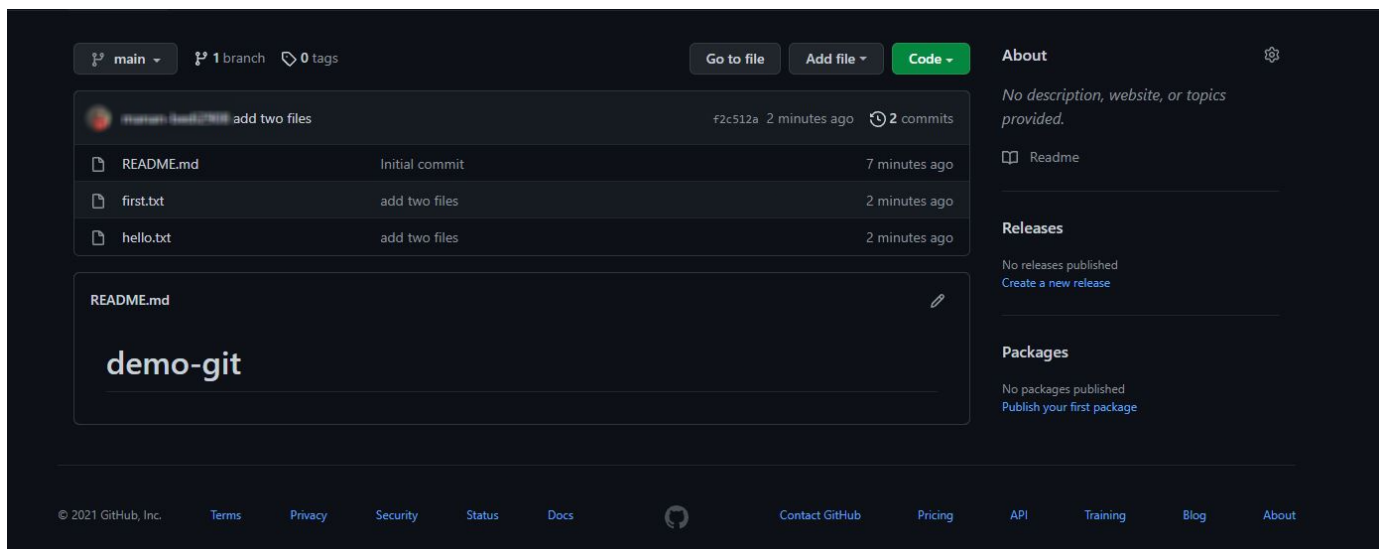 main 1 branch 0 tags Go to file Add file Code
add two files f2c512a 2 minutes ago 2 commits
README.md Initial commit 7 minutes ago
first.txt add two files 2 minutes ago
hello.txt add two files 2 minutes ago
README.md
demo-git
About
No description, website, or topics
provided.
Readme
Releases
No releases published
Create a new release
Packages
No packages published
Publish your first package
© 2021 GitHub, Inc. Terms Privacy Security Status Docs Contact GitHub Pricing API Training Blog About